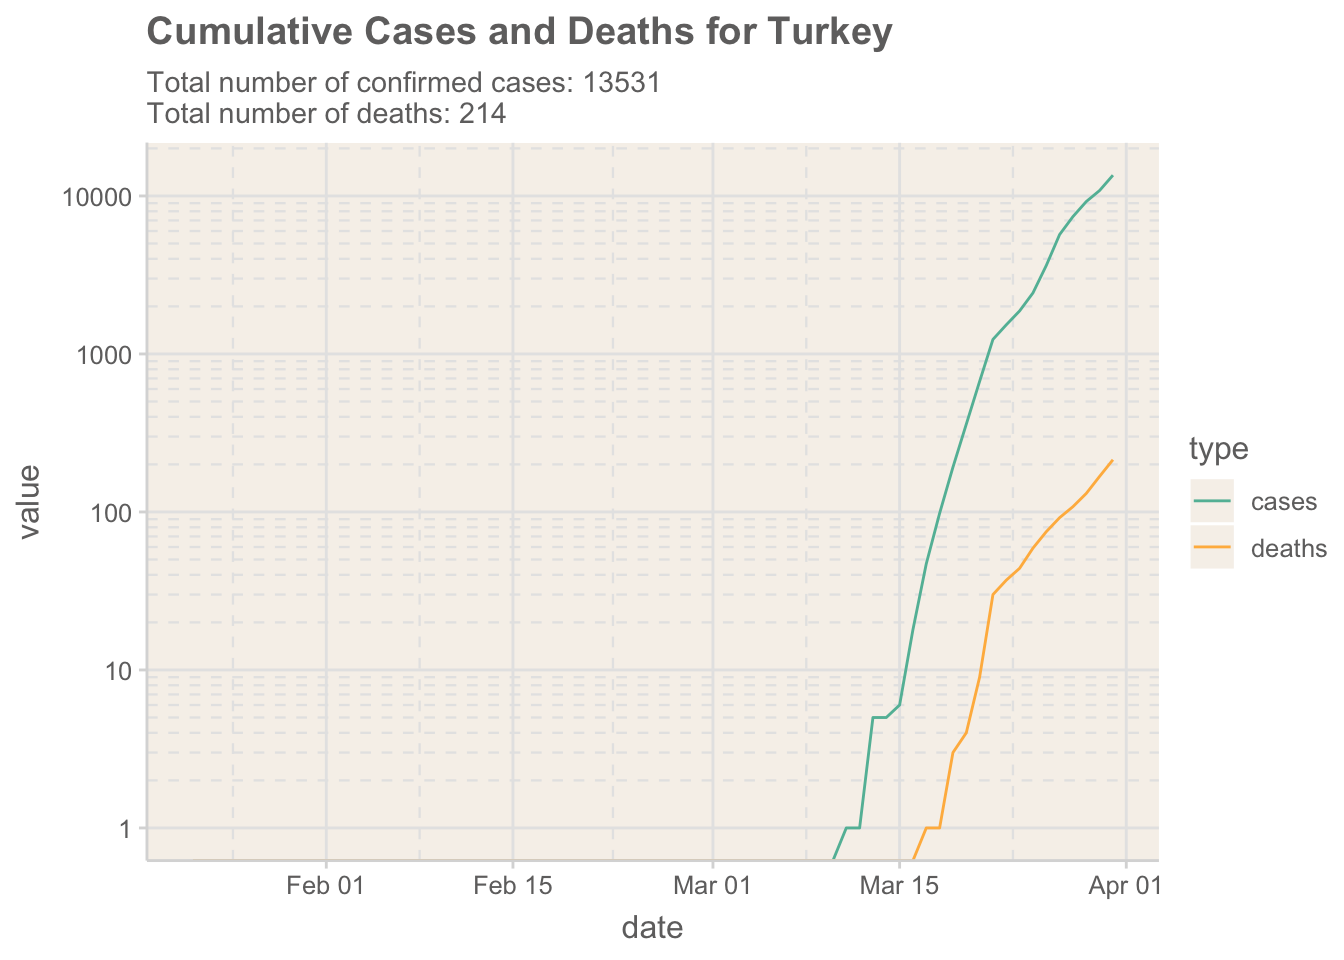 Cumulative Cases and Deaths for Turkey
Total number of confirmed cases: 13531
Total number of deaths: 214
10000
1000
100
10
1
value
Feb 01
Feb 15
Mar 01
Mar 15
Apr 01
date
type
cases
deaths